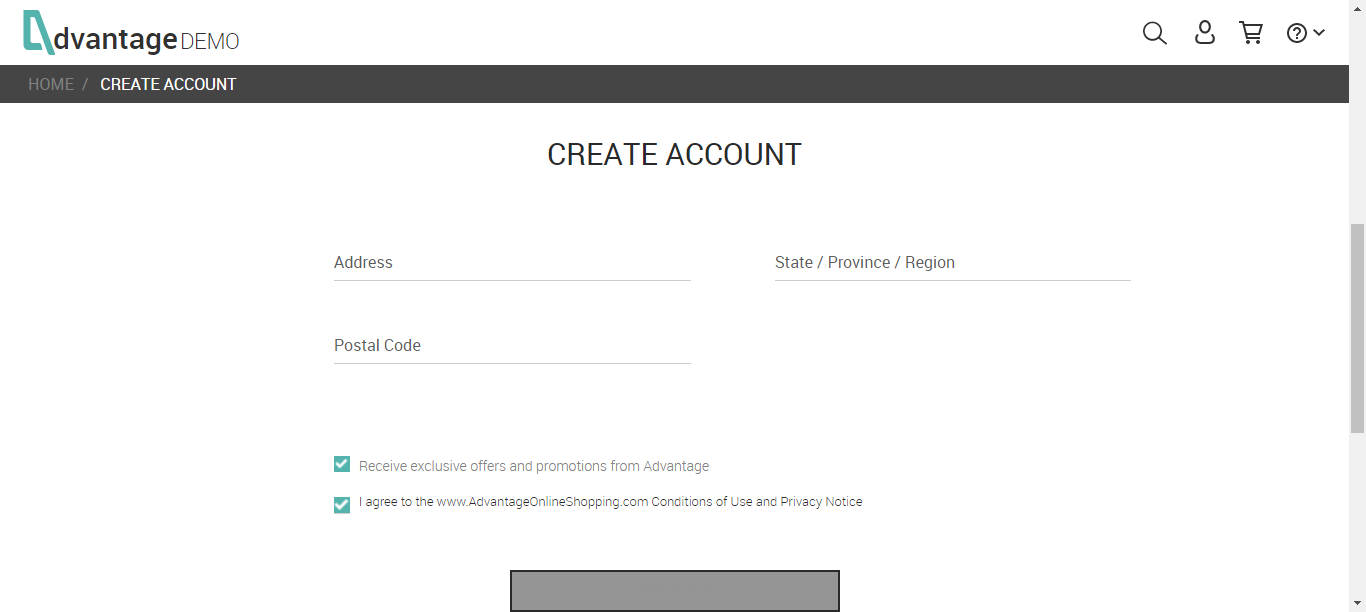 dvantage DEMO
HOME / CREATE ACCOUNT
CREATE ACCOUNT
Address
State / Province / Region
Postal Code
Receive exclusive offers and promotions from Advantage
I agree to the www.AdvantageOnlineShopping.com Conditions of Use and Privacy Notice